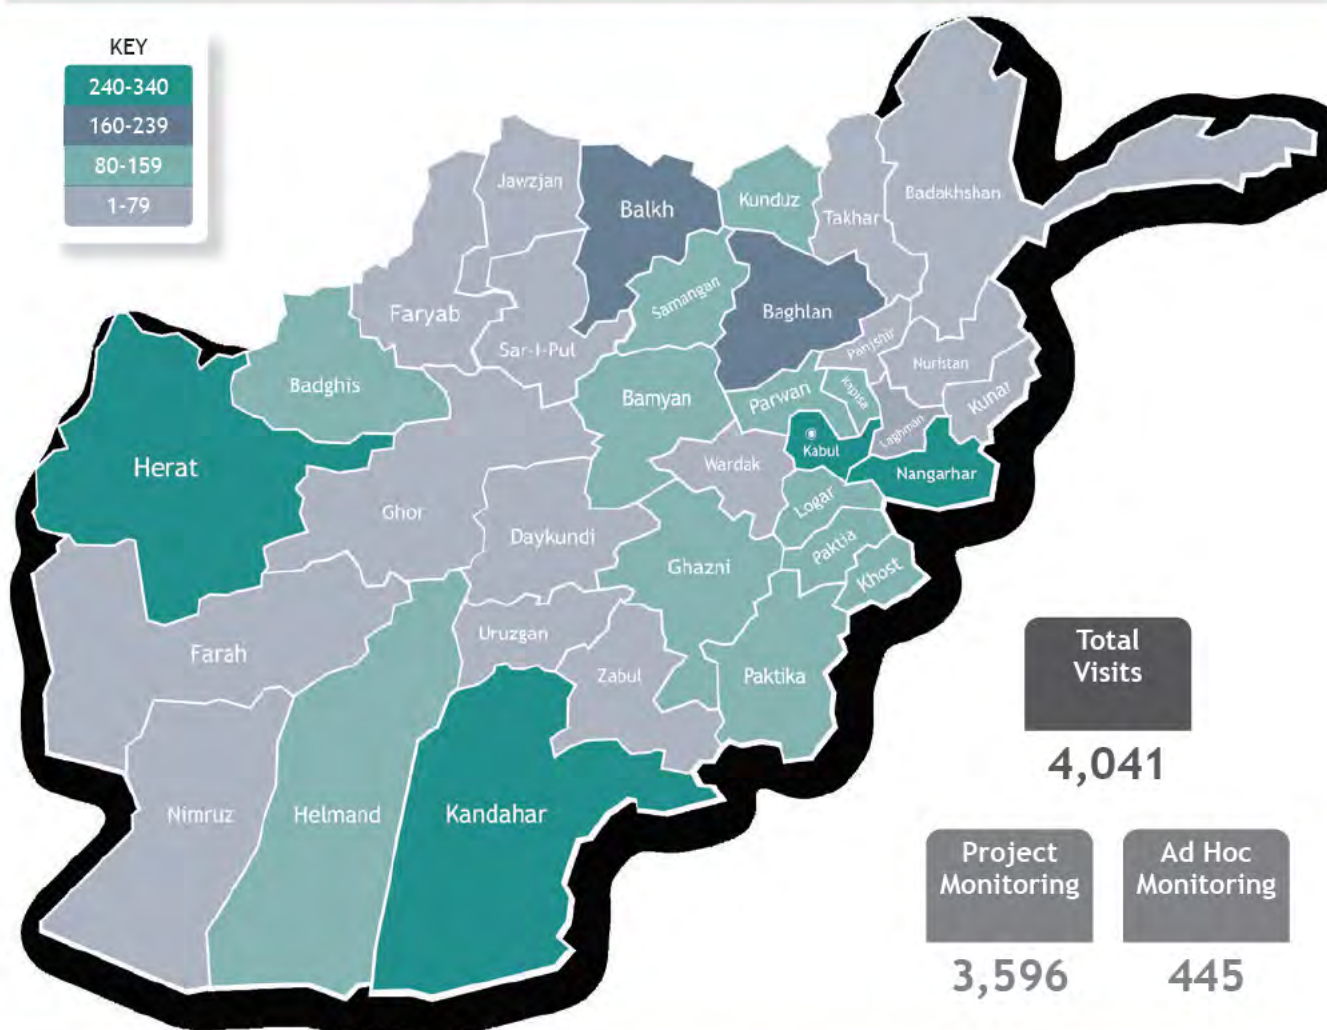 KEY
240-340
160-239
80-159
1-79
Jawzjan
Balkh
Kunduz
Takhar
Badakhshan
Faryab
Samangan
Baghlan
Sar-I-Pul
Panjshir
Nuristan
Badghis
Bamyan
Parwan
Kapisa
Kunar
Laghman
Kabul
Herat
Wardak
Nangarhar
Ghor
Logar
Daykundi
Paktia
Ghazni
Khost
Uruzgan
Farah
Zabul
Paktika
Nimruz
Helmand
Kandahar
Total
Visits
4,041
Project
Monitoring
3,596
Ad Hoc
Monitoring
445